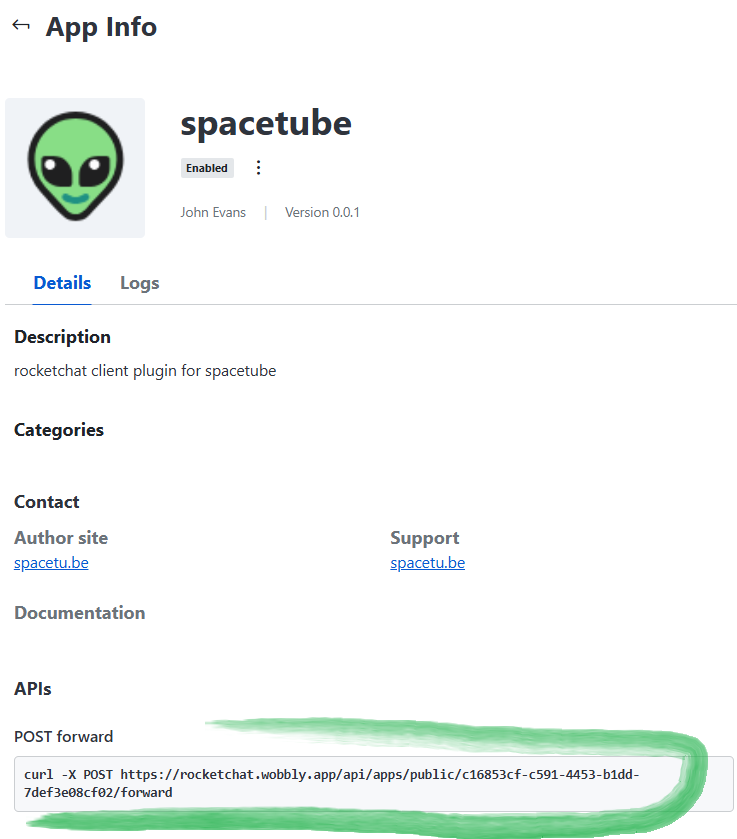 App Info
spacetube
Enabled
John Evans | Version 0.0.1
Details Logs
Description
rocketchat client plugin for spacetube
Categories
Contact
Author site Support
spacetu.be spacetu.be
Documentation
APIs
POST forward
curl -X POST https://rocketchat.wobbly.app/api/apps/public/c16853cf-c591-4453-b1dd-
7def3e08cf02/forward